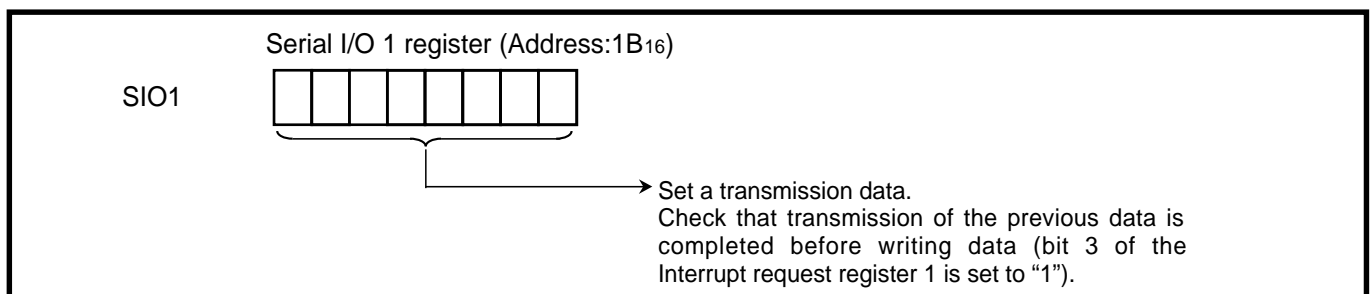 Serial I/O 1 register (Address:1B16)
SIO1
Set a transmission data.
Check that transmission of the previous data is
completed before writing data (bit 3 of the
Interrupt request register 1 is set to “1”).